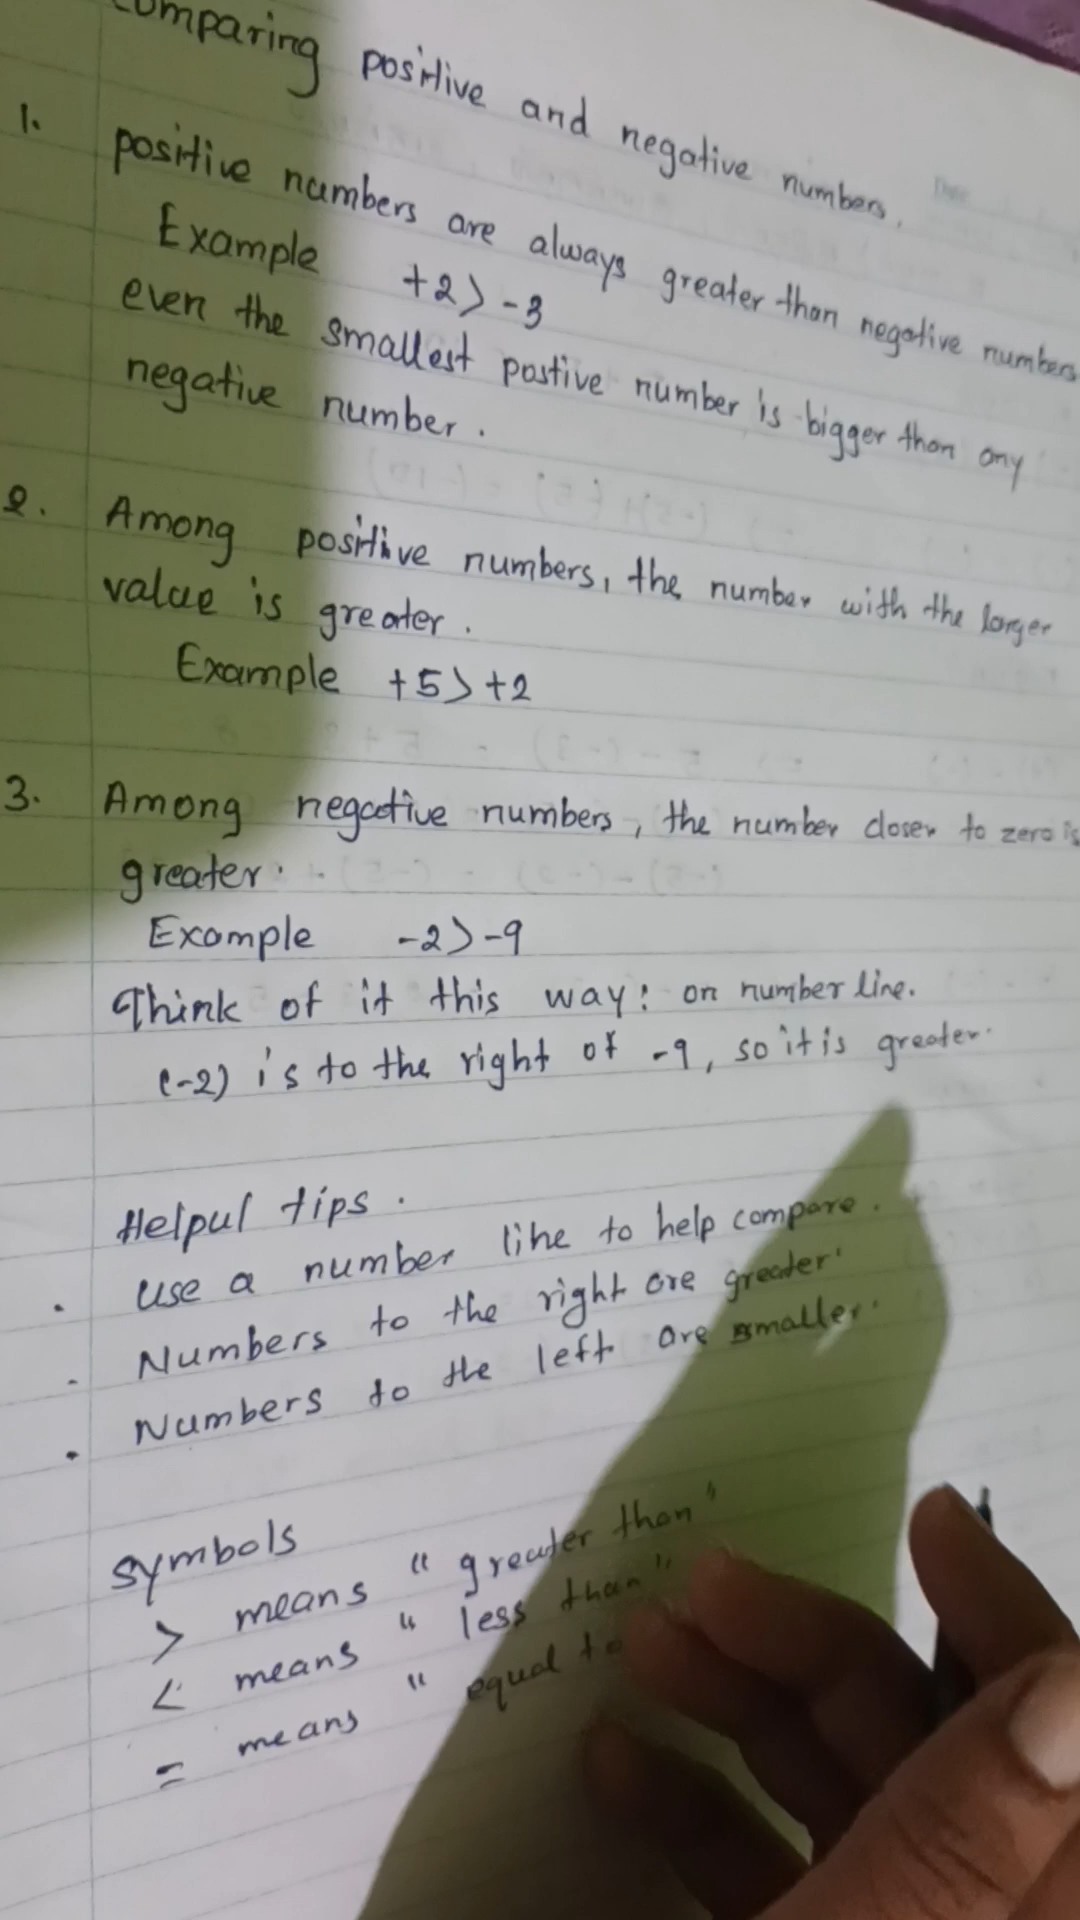 Comparing positive and negative numbers.
1. positive numbers are always greater than negative numbers
Example +2 > -3
even the smallest postive number is bigger than any
negative number.
2. Among positive numbers, the number with the larger
value is greater.
Example +5 > +2
3. Among negative numbers, the number closer to zero is
greater.
Example -2 > -9
Think of it this way: on number line.
(-2) is to the right of -9, so it is greater.
Helpul tips.
. use a number line to help compare.
. Numbers to the right are greater.
. Numbers to the left are smaller.
symbols
> means " greater than"
< means " less than"
= means " equal to